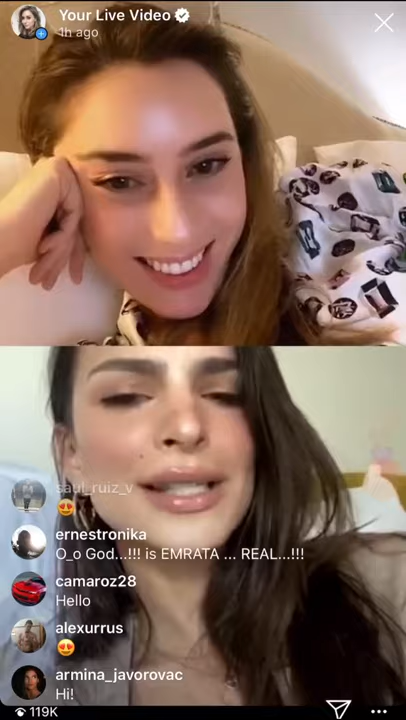 Your Live Video
1h ago
saul_ruiz_v
😍
ernestronika
O_o God...!!! is EMRATA ... REAL...!!!
camaroz28
Hello
alexurrus
😍
armina_javorovac
Hi!
119K